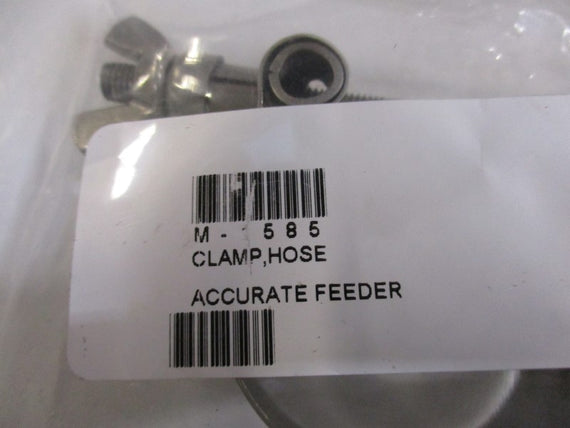 M - 585
CLAMP,HOSE
ACCURATE FEEDER